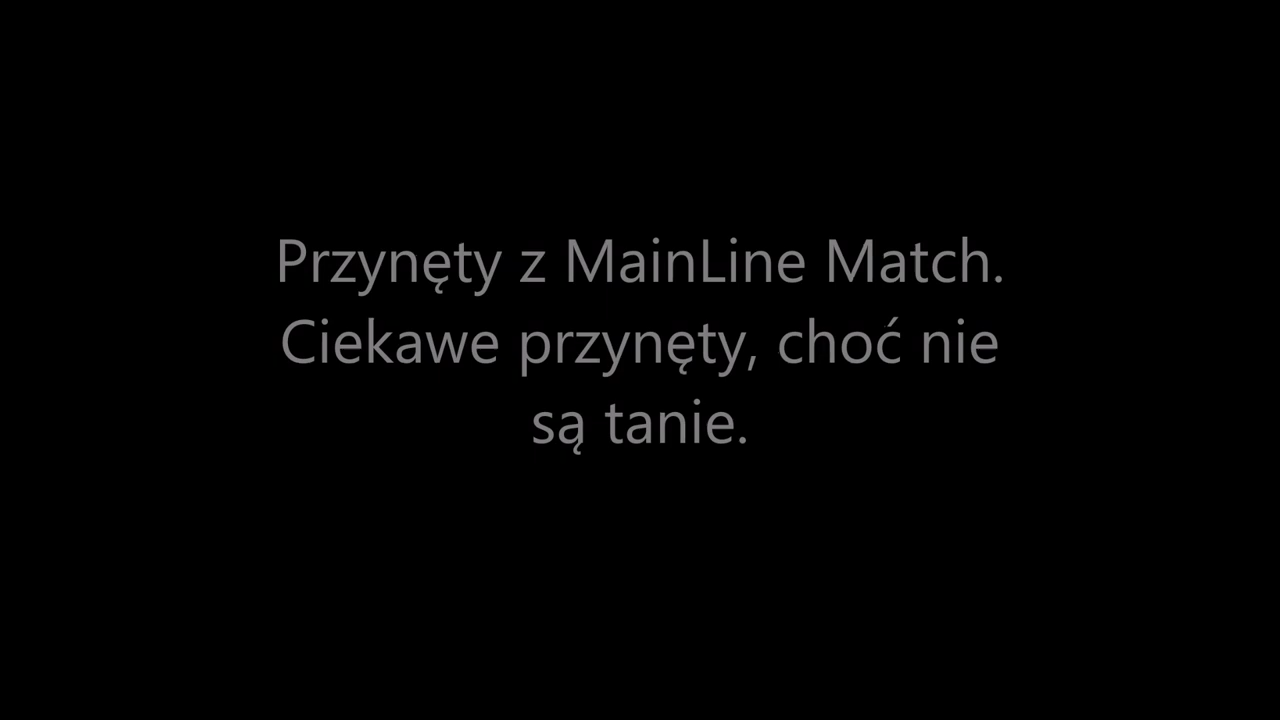 Przynęty z MainLine Match.
Ciekawe przynęty, choć nie
są tanie.